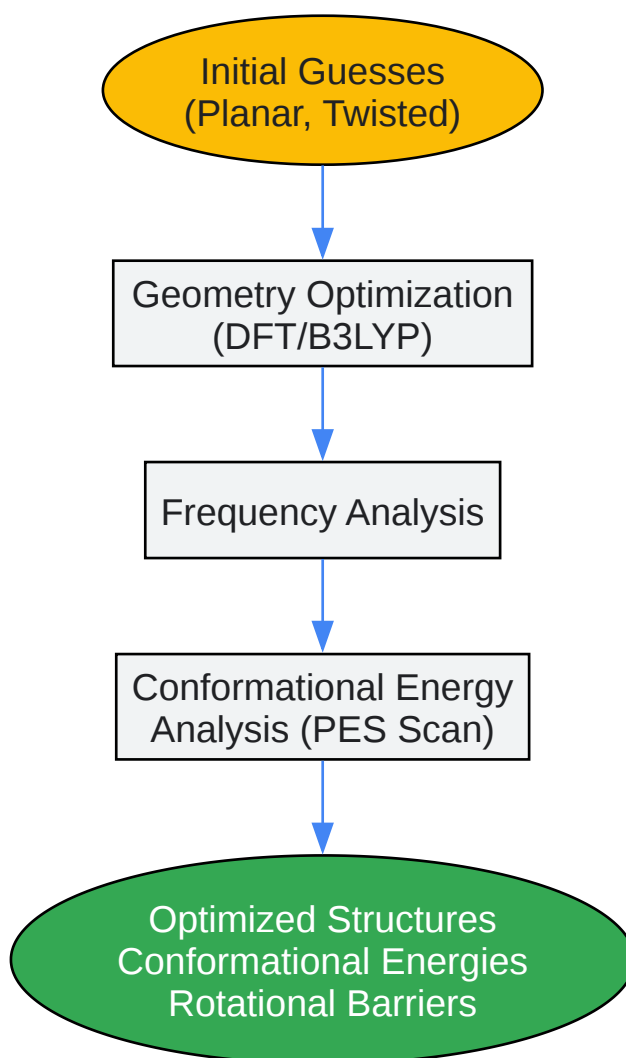 Initial Guesses
(Planar, Twisted)
Geometry Optimization
(DFT/B3LYP)
Frequency Analysis
Conformational Energy
Analysis (PES Scan)
Optimized Structures
Conformational Energies
Rotational Barriers